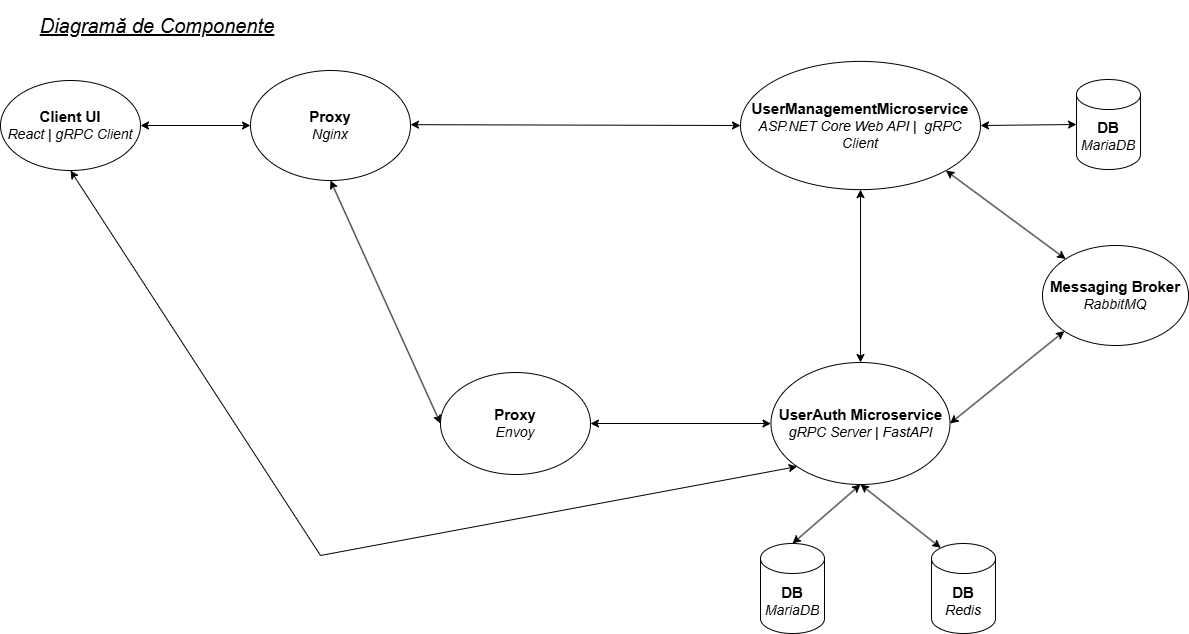 Diagramă de Componente
Client UI
React | gRPC Client
Proxy
Nginx
UserManagementMicroservice
ASP.NET Core Web API | gRPC
Client
DB
MariaDB
Messaging Broker
RabbitMQ
Proxy
Envoy
UserAuth Microservice
gRPC Server | FastAPI
DB
MariaDB
DB
Redis